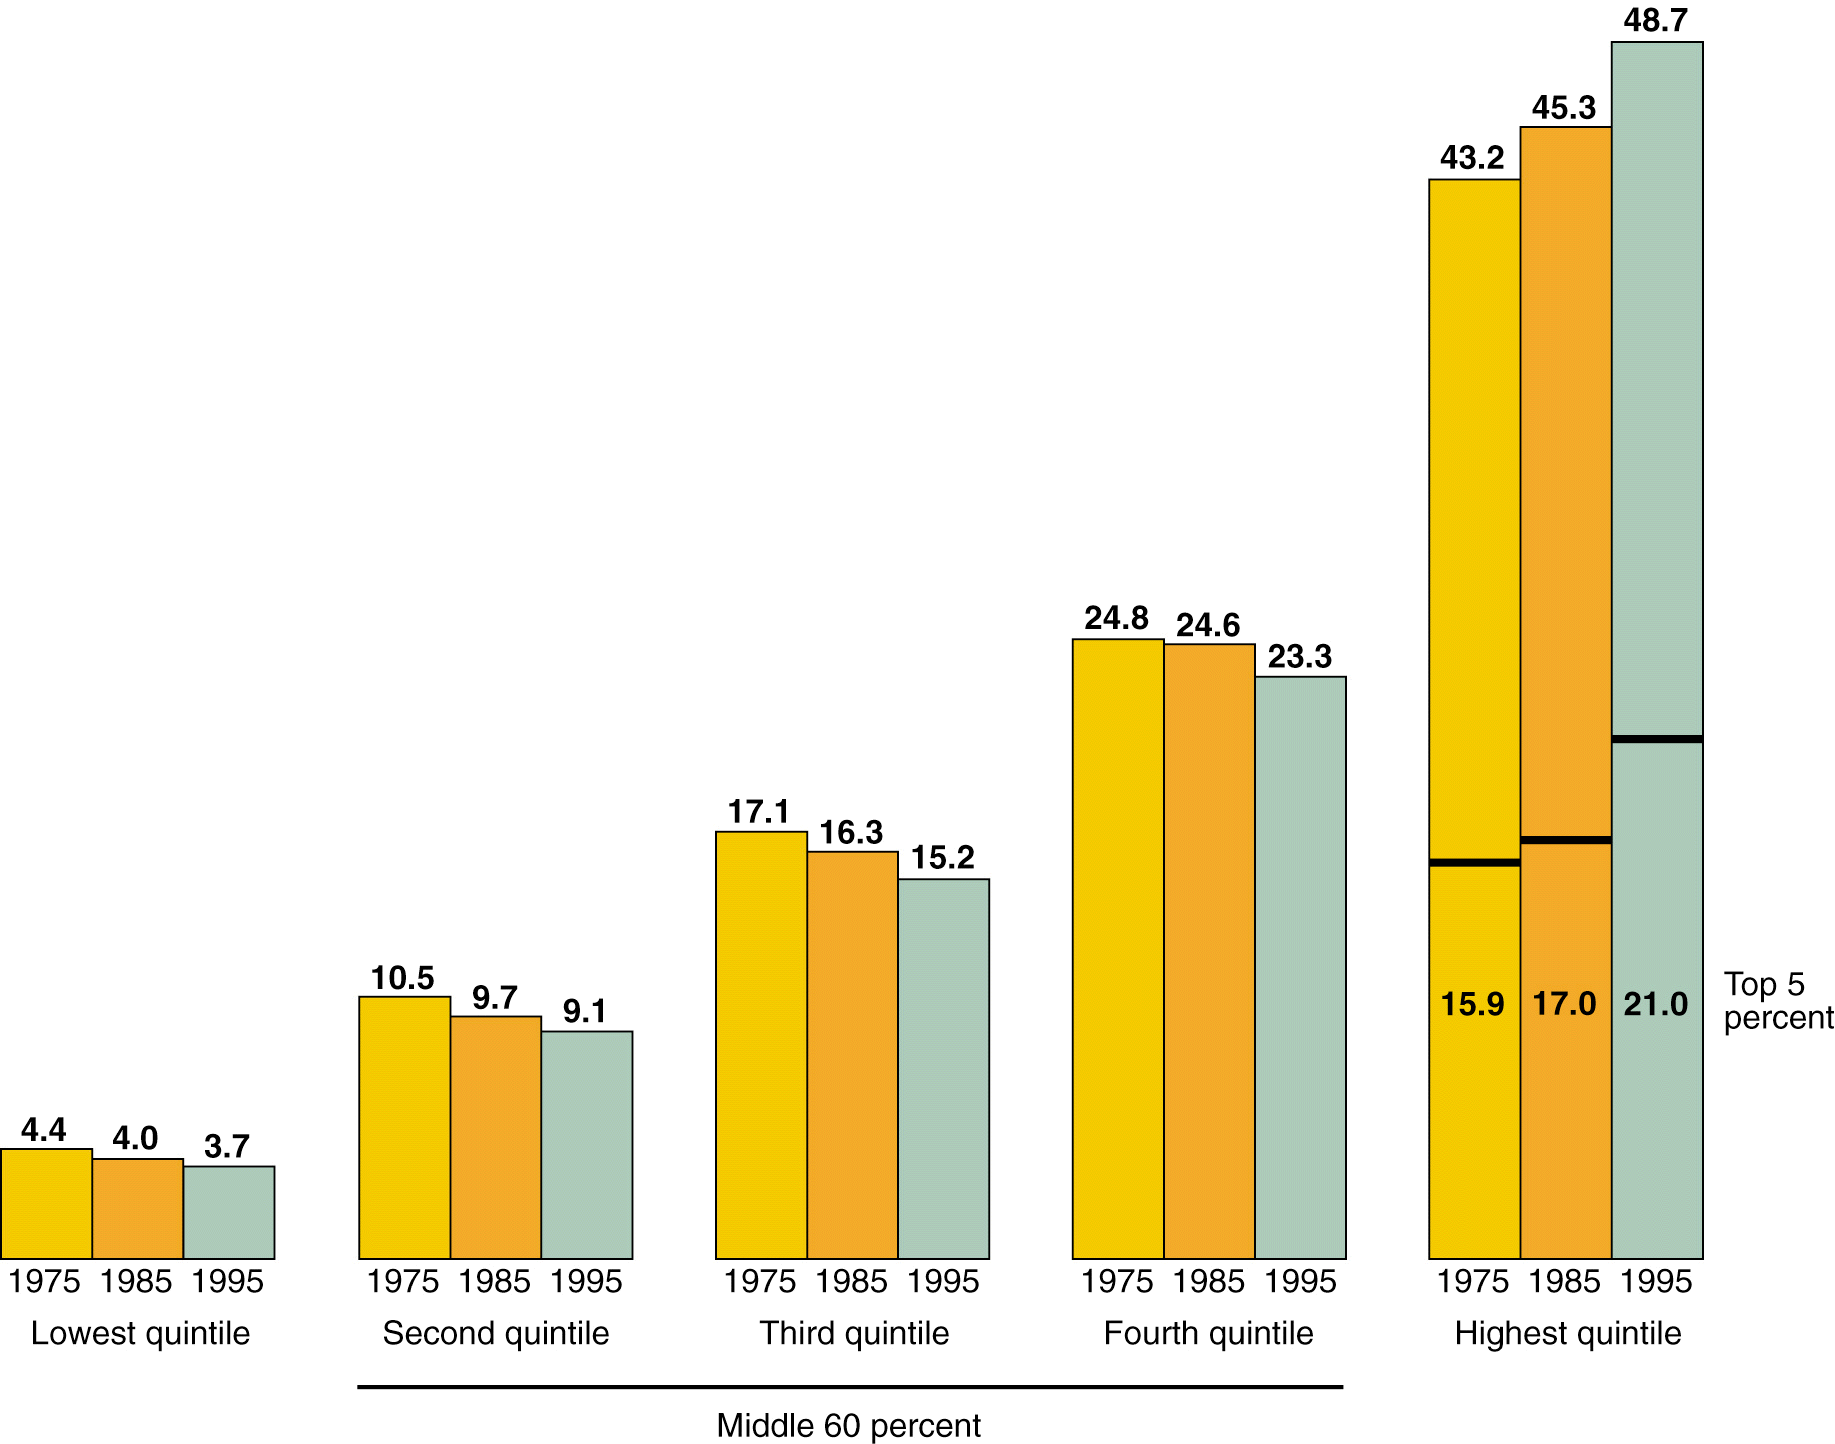 48.7
45.3
43.2
24.8 24.6 23.3
17.1 16.3 15.2
10.5 9.7 9.1
4.4 4.0 3.7
15.9 17.0 21.0
Top 5
percent
1975 1985 1995 1975 1985 1995 1975 1985 1995 1975 1985 1995 1975 1985 1995
Lowest quintile Second quintile Third quintile Fourth quintile Highest quintile
Middle 60 percent